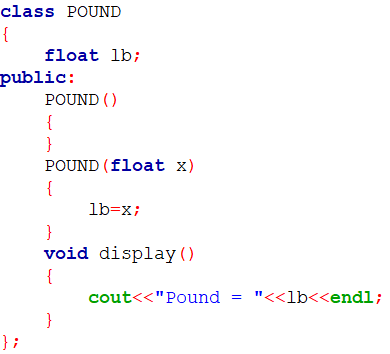 class POUND
{
    float lb;
public:
    POUND()
    {
    }
    POUND(float x)
    {
        lb=x;
    }
    void display()
    {
        cout<<"Pound = "<<lb<<endl;
    }
};